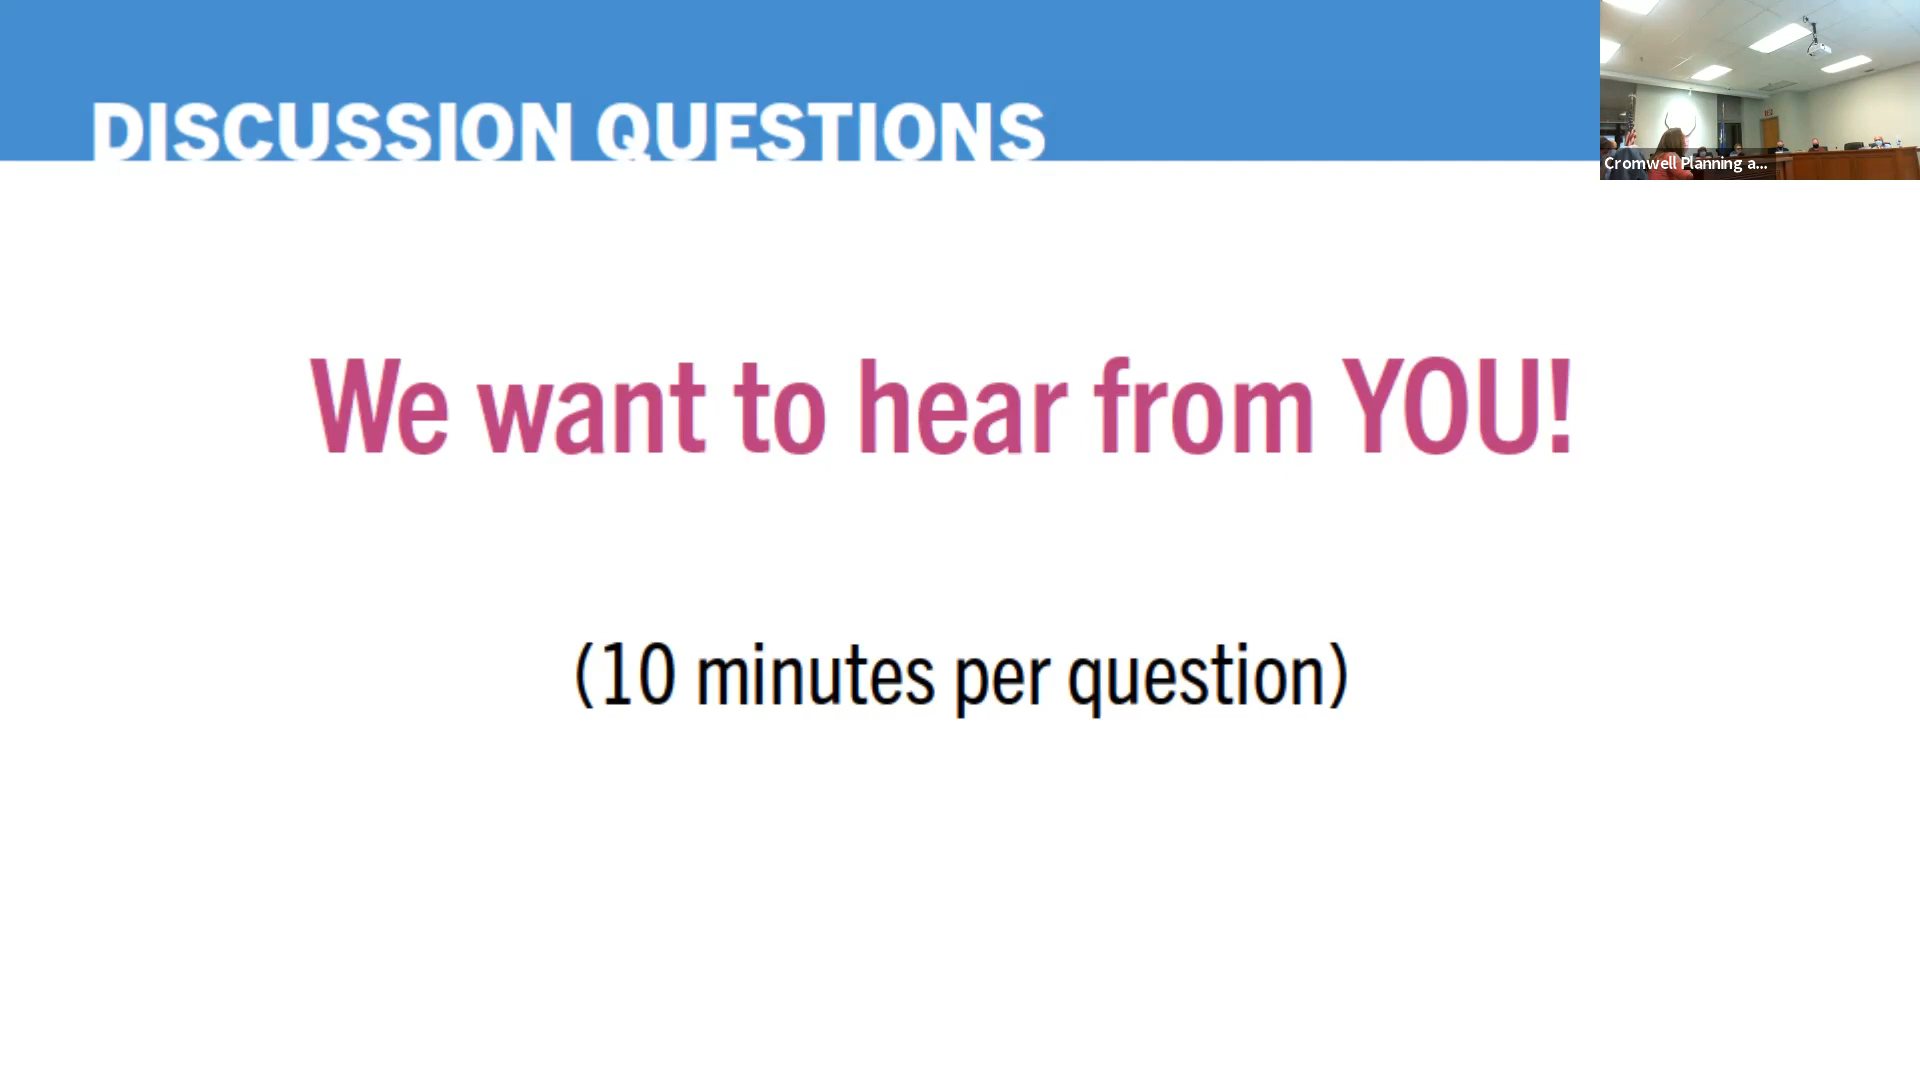 DISCUSSION QUESTIONS
Cromwell Planning a...
We want to hear from YOU!
(10 minutes per question)